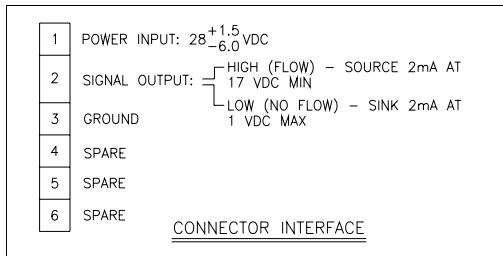 1 POWER INPUT: 28 +1.5 -6.0 VDC
2 SIGNAL OUTPUT: HIGH (FLOW) – SOURCE 2mA AT
17 VDC MIN
LOW (NO FLOW) – SINK 2mA AT
1 VDC MAX
3 GROUND
4 SPARE
5 SPARE
6 SPARE
CONNECTOR INTERFACE